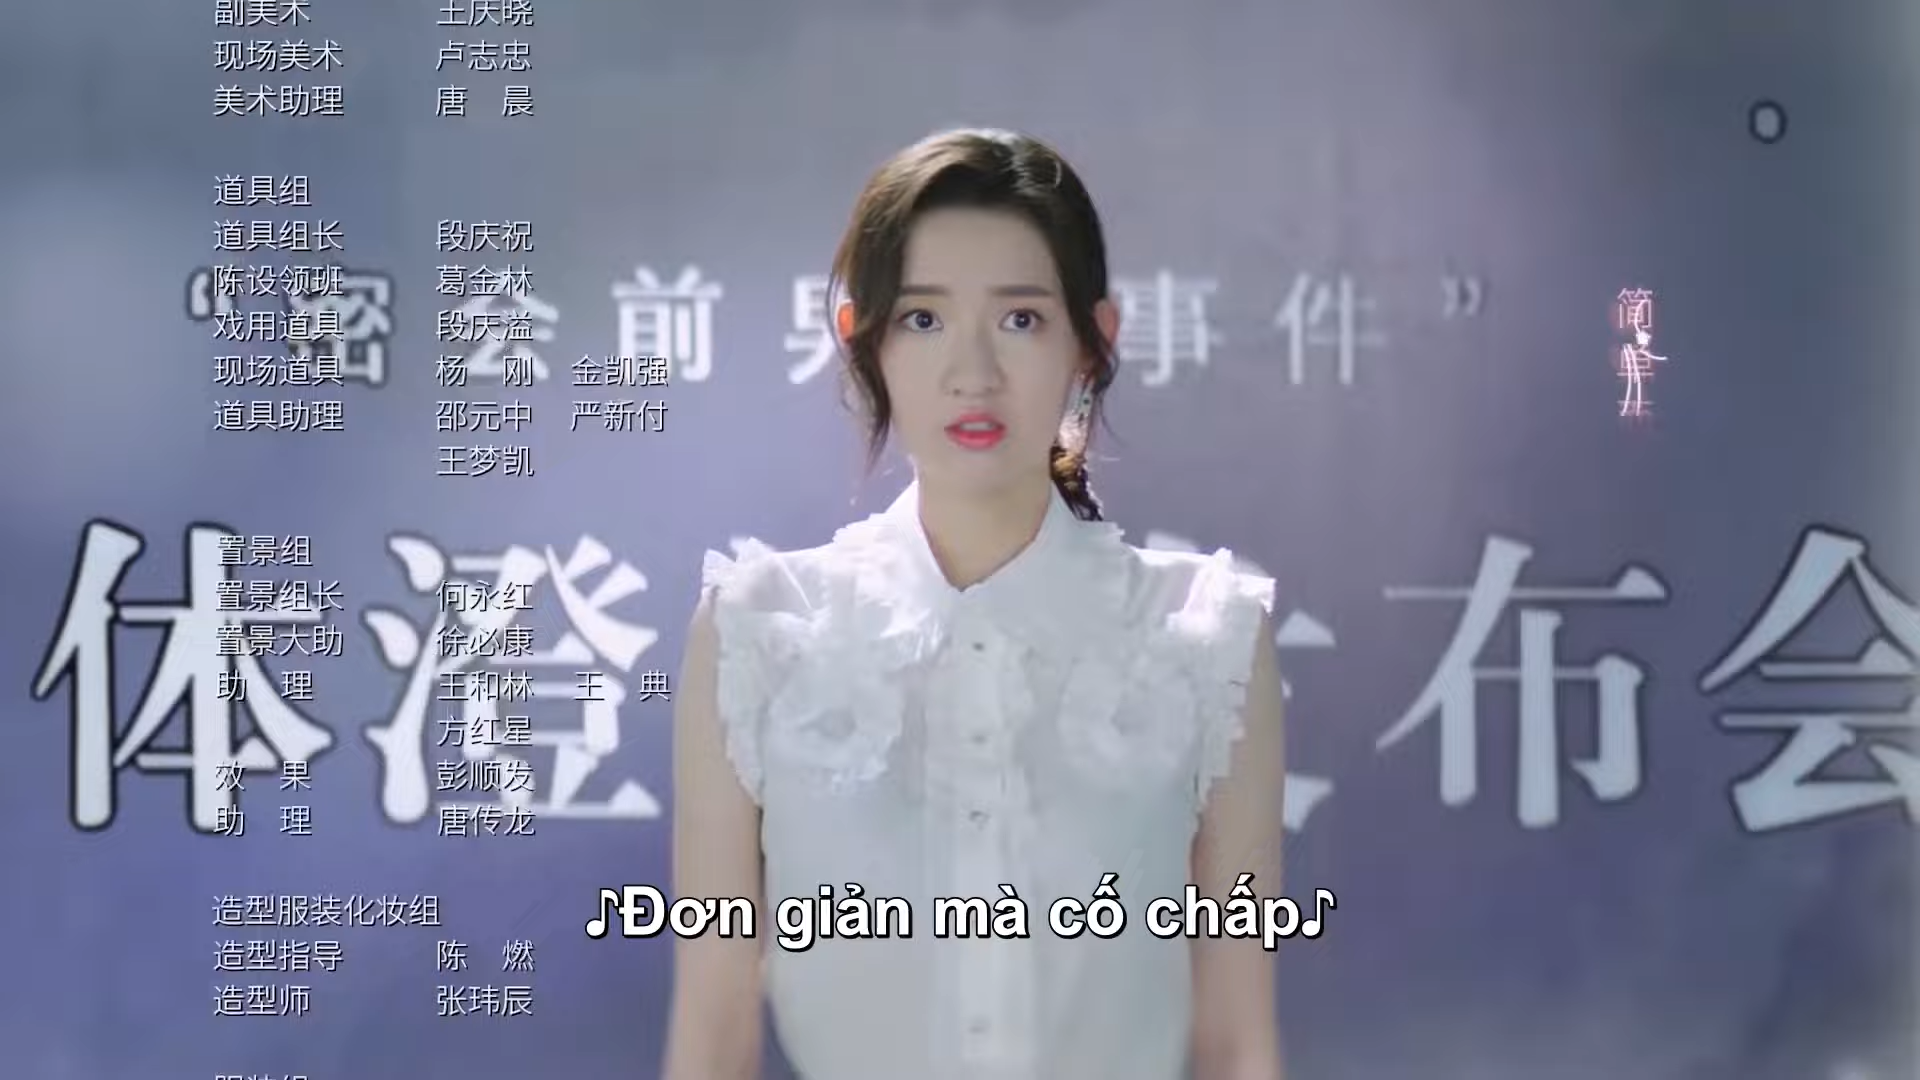 副美术 王庆晓
现场美术 卢志忠
美术助理 唐 晨
道具组
道具组长 段庆祝
陈设领班 葛金林
戏用道具 段庆溢
现场道具 杨 刚 金凯强
道具助理 邵元中 严新付
王梦凯
“密会前男 事件”
简单
体澄 布会
置景组
置景组长 何永红
置景大助 徐必康
助 理 王和林 王 典
方红星
效 果 彭顺发
助 理 唐传龙
造型服装化妆组
造型指导 陈 燃
造型师 张玮辰
♪Đơn giản mà cố chấp♪